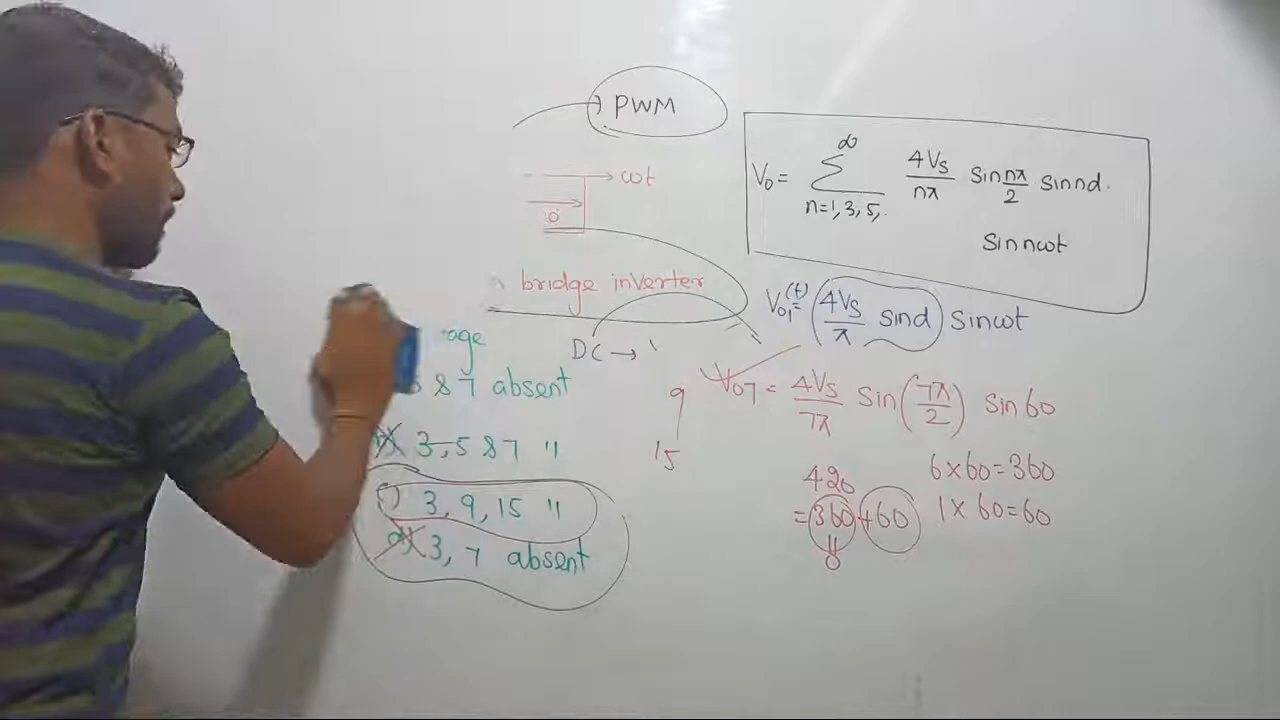 PWM
ωt
bridge inverter
DC →
age
& 7 absent
3, 5 & 7 "
c) 3, 9, 15 "
d) 3, 7 absent
9
15
V0 = ∞ Σ n=1, 3, 5, 4Vs/nπ Sin nπ/2 Sin nd.
Sin nωt
V01(t) = (4Vs/π Sin d) Sin ωt
V07 = 4Vs/7π Sin(7π/2) Sin 60
420
= 360 + 60
0
6 x 60 = 360
1 x 60 = 60